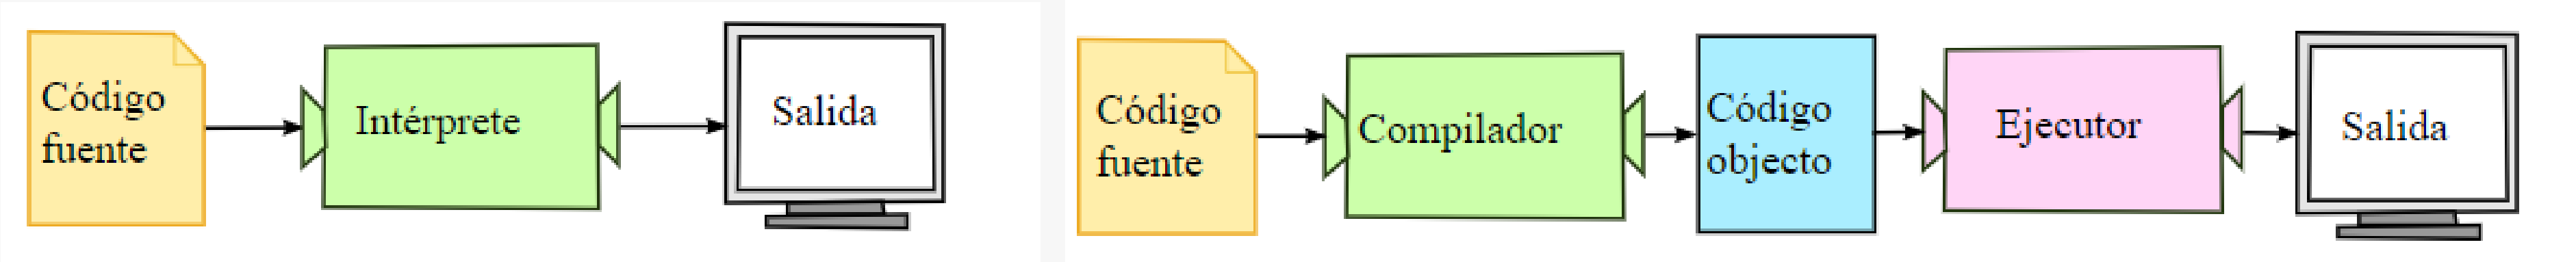 Código
fuente
Intérprete
Salida
Código
fuente
Compilador
Código
objecto
Ejecutor
Salida